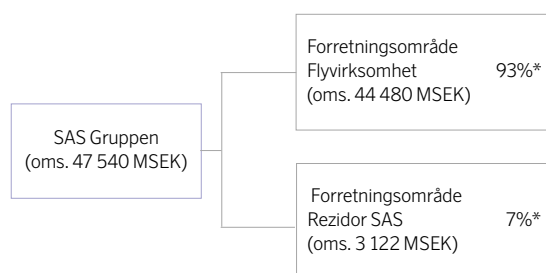 Forretningsområde
Flyvirksomhet 93%*
(oms. 44 480 MSEK)
SAS Gruppen
(oms. 47 540 MSEK)
Forretningsområde
Rezidor SAS 7%*
(oms. 3 122 MSEK)